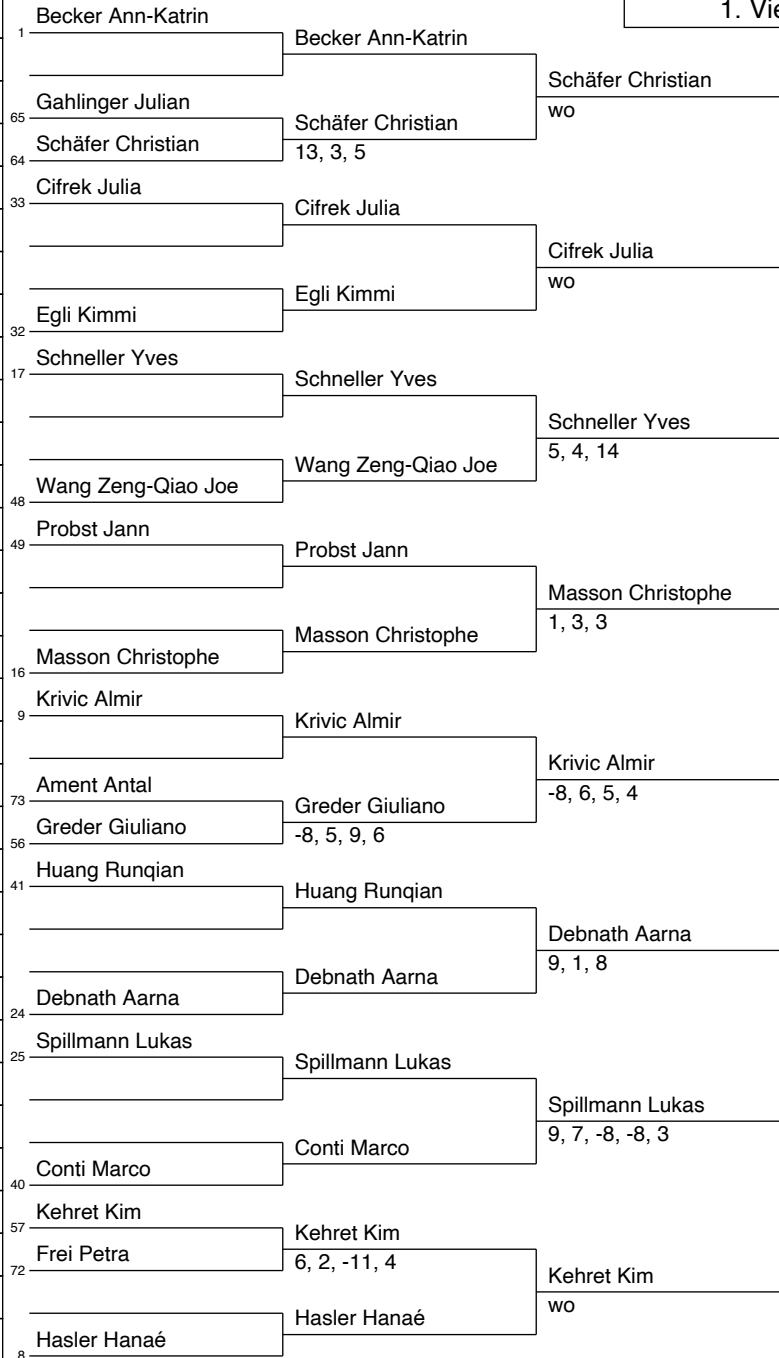 1. Vie
Becker Ann-Katrin
1
Becker Ann-Katrin
Schäfer Christian
wo
Gahlinger Julian
65
Schäfer Christian
13, 3, 5
Schäfer Christian
64
Cifrek Julia
33
Cifrek Julia
Cifrek Julia
wo
Egli Kimmi
Egli Kimmi
32
Schneller Yves
17
Schneller Yves
Schneller Yves
5, 4, 14
Wang Zeng-Qiao Joe
Wang Zeng-Qiao Joe
48
Probst Jann
49
Probst Jann
Masson Christophe
1, 3, 3
Masson Christophe
Masson Christophe
16
Krivic Almir
9
Krivic Almir
Krivic Almir
-8, 6, 5, 4
Ament Antal
73
Greder Giuliano
-8, 5, 9, 6
Greder Giuliano
56
Huang Runqian
41
Huang Runqian
Debnath Aarna
9, 1, 8
Debnath Aarna
Debnath Aarna
24
Spillmann Lukas
25
Spillmann Lukas
Spillmann Lukas
9, 7, -8, -8, 3
Conti Marco
Conti Marco
40
Kehret Kim
57
Kehret Kim
6, 2, -11, 4
Frei Petra
72
Kehret Kim
wo
Hasler Hanaé
Hasler Hanaé
8